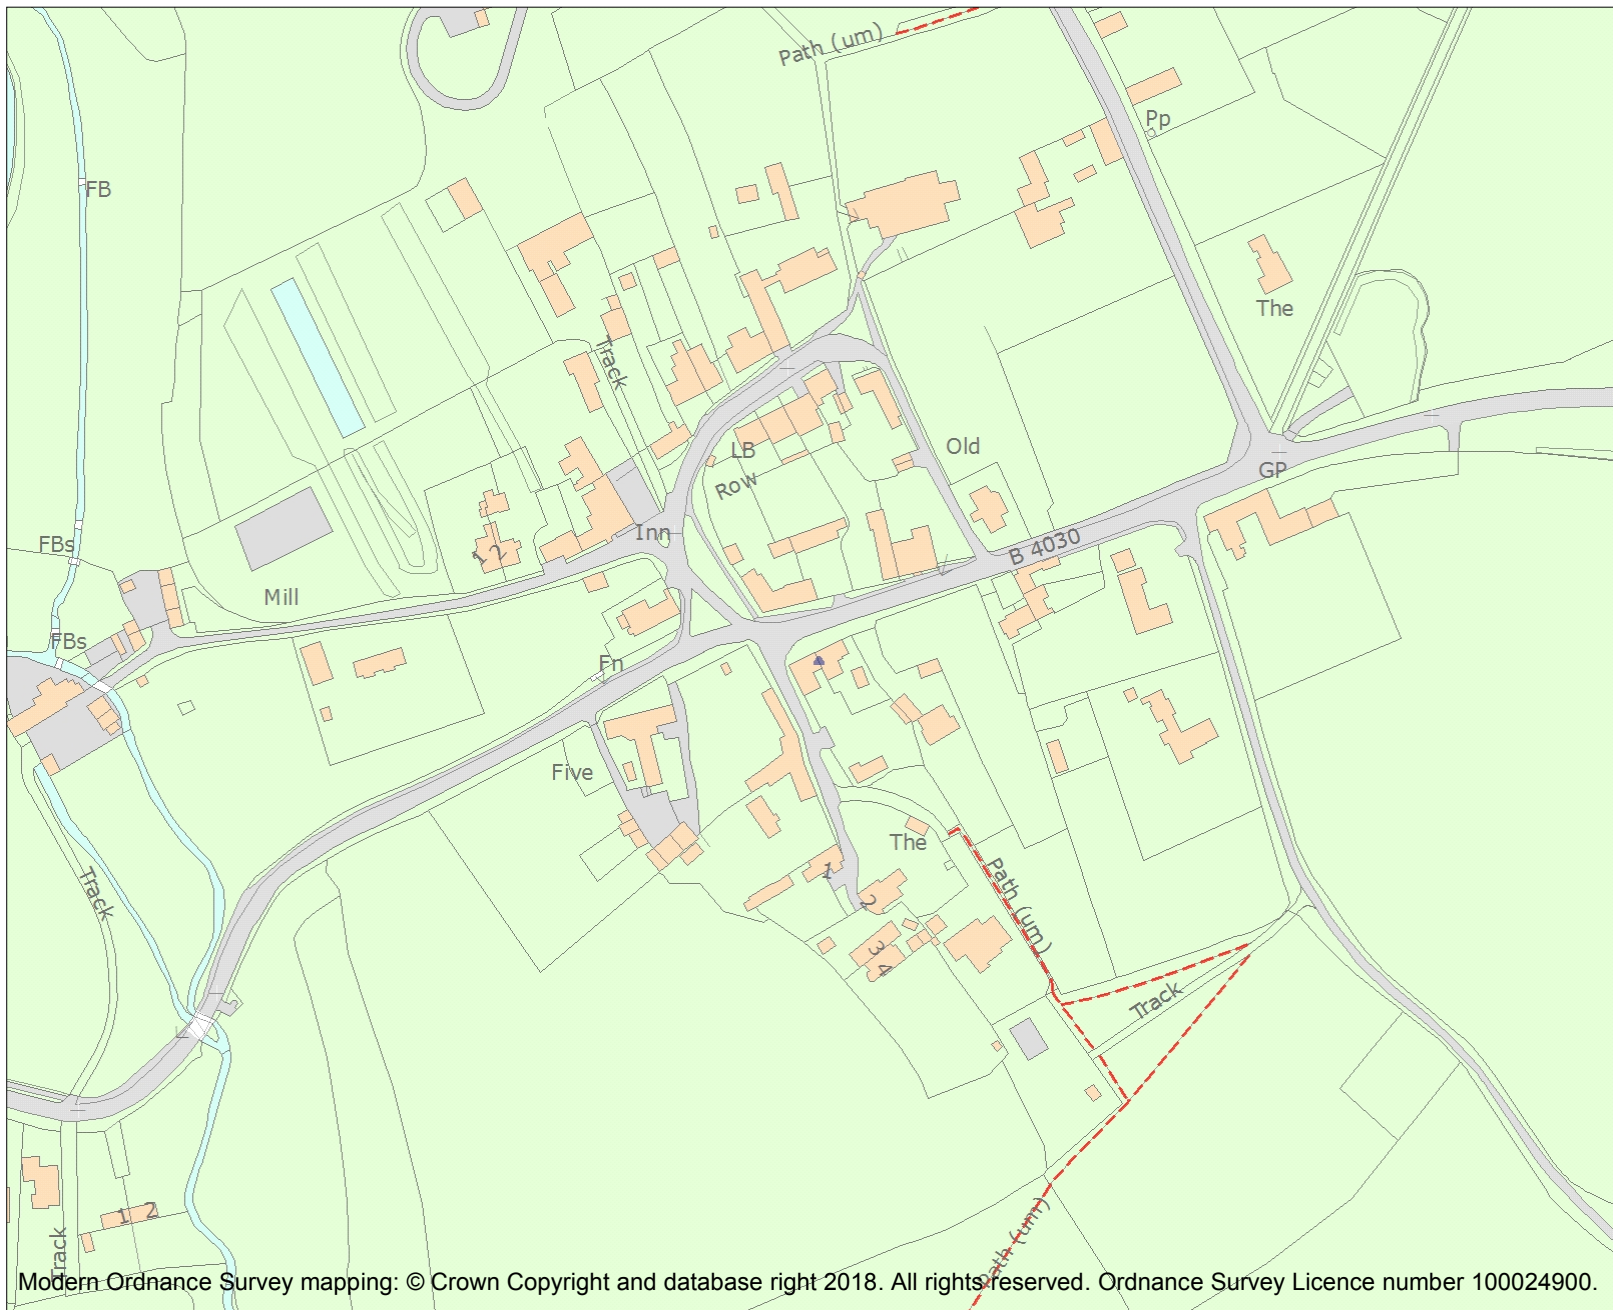 Path (um)
Pp
FB
The
Track
LB
Old
Row
GP
Inn
B 4030
FBs
1 2
Mill
FBs
Fn
Five
The
1
Path (um)
Track
2
3 4
Track
1 2
Track
Path (um)
Modern Ordnance Survey mapping: © Crown Copyright and database right 2018. All rights reserved. Ordnance Survey Licence number 100024900.